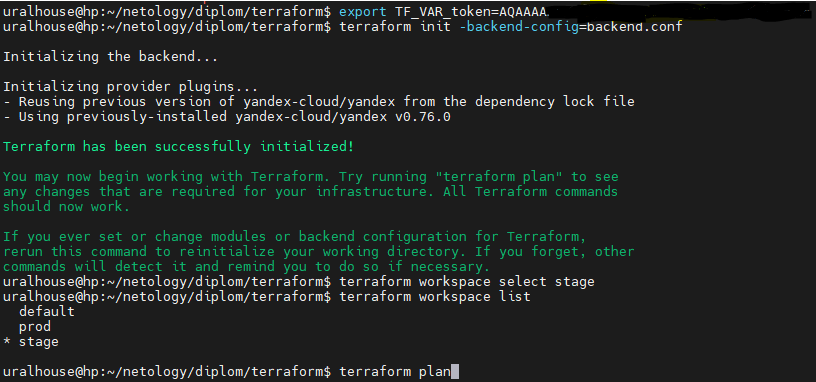 uralhouse@hp:~/netology/diplom/terraform$ export TF_VAR_token=AQAAAA
uralhouse@hp:~/netology/diplom/terraform$ terraform init -backend-config=backend.conf
Initializing the backend...
Initializing provider plugins...
- Reusing previous version of yandex-cloud/yandex from the dependency lock file
- Using previously-installed yandex-cloud/yandex v0.76.0
Terraform has been successfully initialized!
You may now begin working with Terraform. Try running "terraform plan" to see
any changes that are required for your infrastructure. All Terraform commands
should now work.
If you ever set or change modules or backend configuration for Terraform,
rerun this command to reinitialize your working directory. If you forget, other
commands will detect it and remind you to do so if necessary.
uralhouse@hp:~/netology/diplom/terraform$ terraform workspace select stage
uralhouse@hp:~/netology/diplom/terraform$ terraform workspace list
  default
  prod
* stage
uralhouse@hp:~/netology/diplom/terraform$ terraform plan